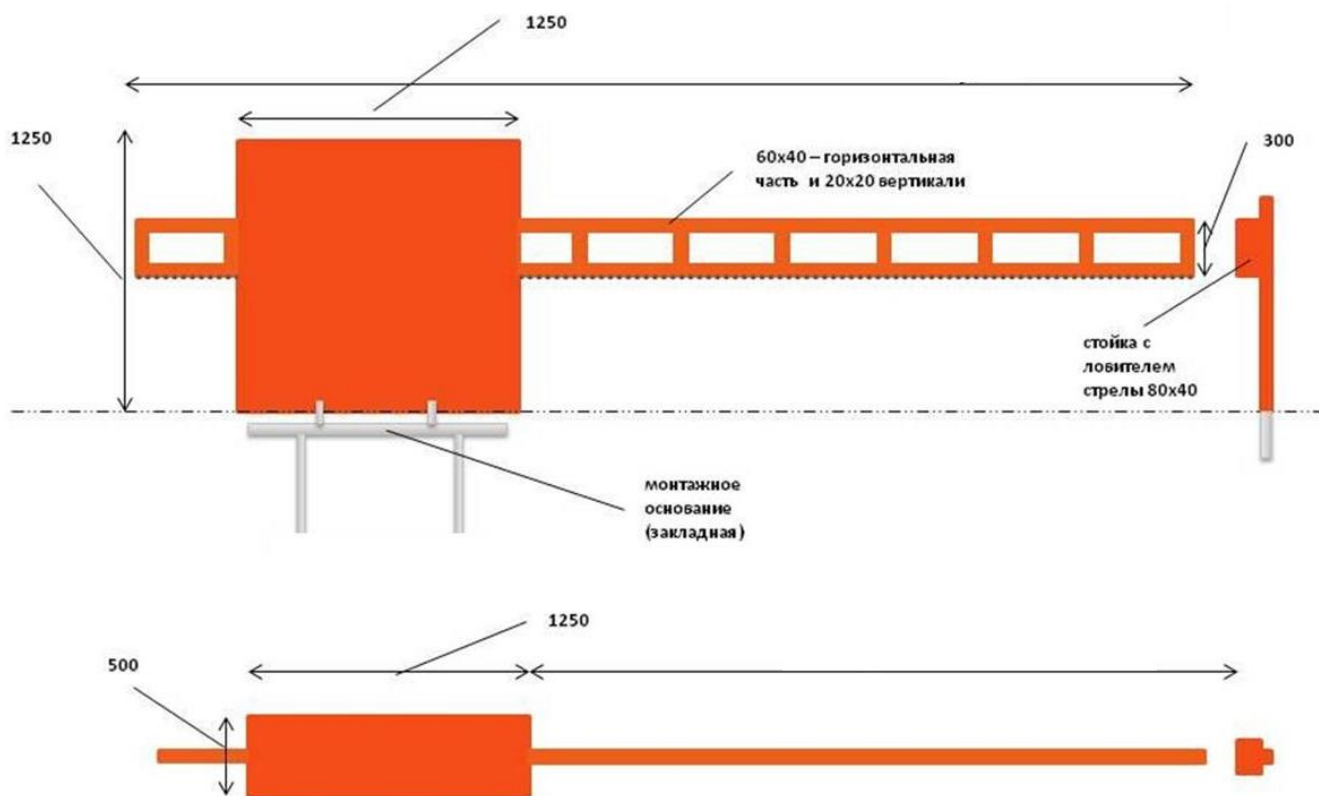 1250
1250
60х40 – горизонтальная
часть и 20х20 вертикали
300
стойка с
ловителем
стрелы 80х40
монтажное
основание
(закладная)
1250
500